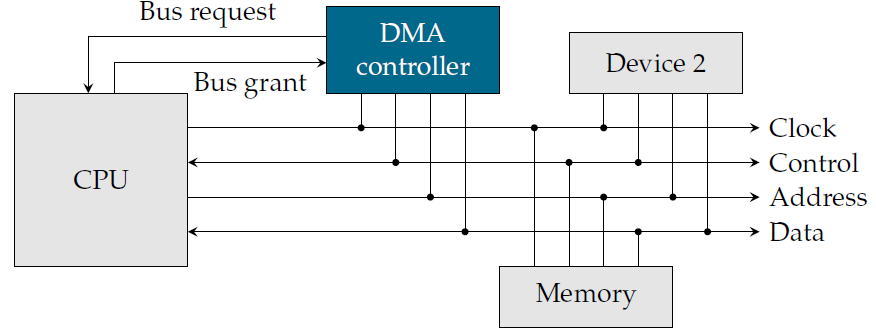 Bus request
DMA
controller
Device 2
Bus grant
Clock
Control
CPU
Address
Data
Memory